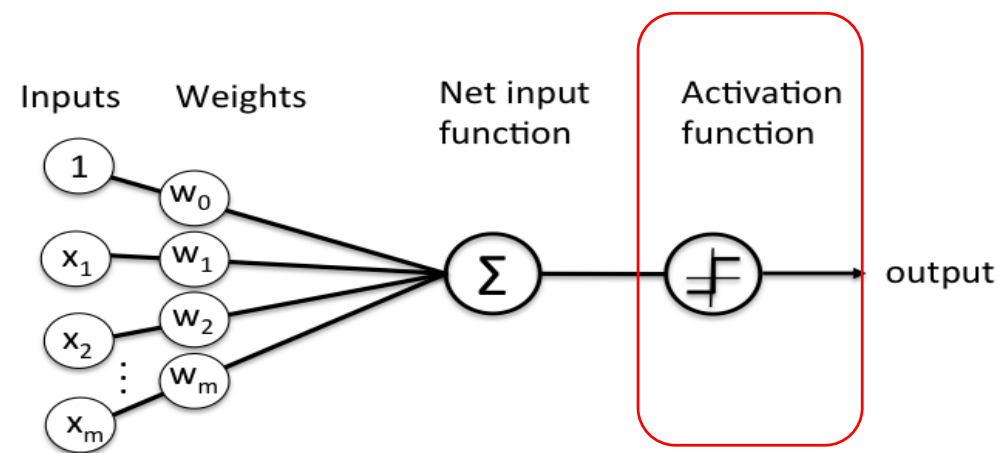 Inputs
Weights
Net input
function
Activation
function
1
w₀
x₁
w₁
x₂
w₂
⋮
xₘ
wₘ
Σ
output